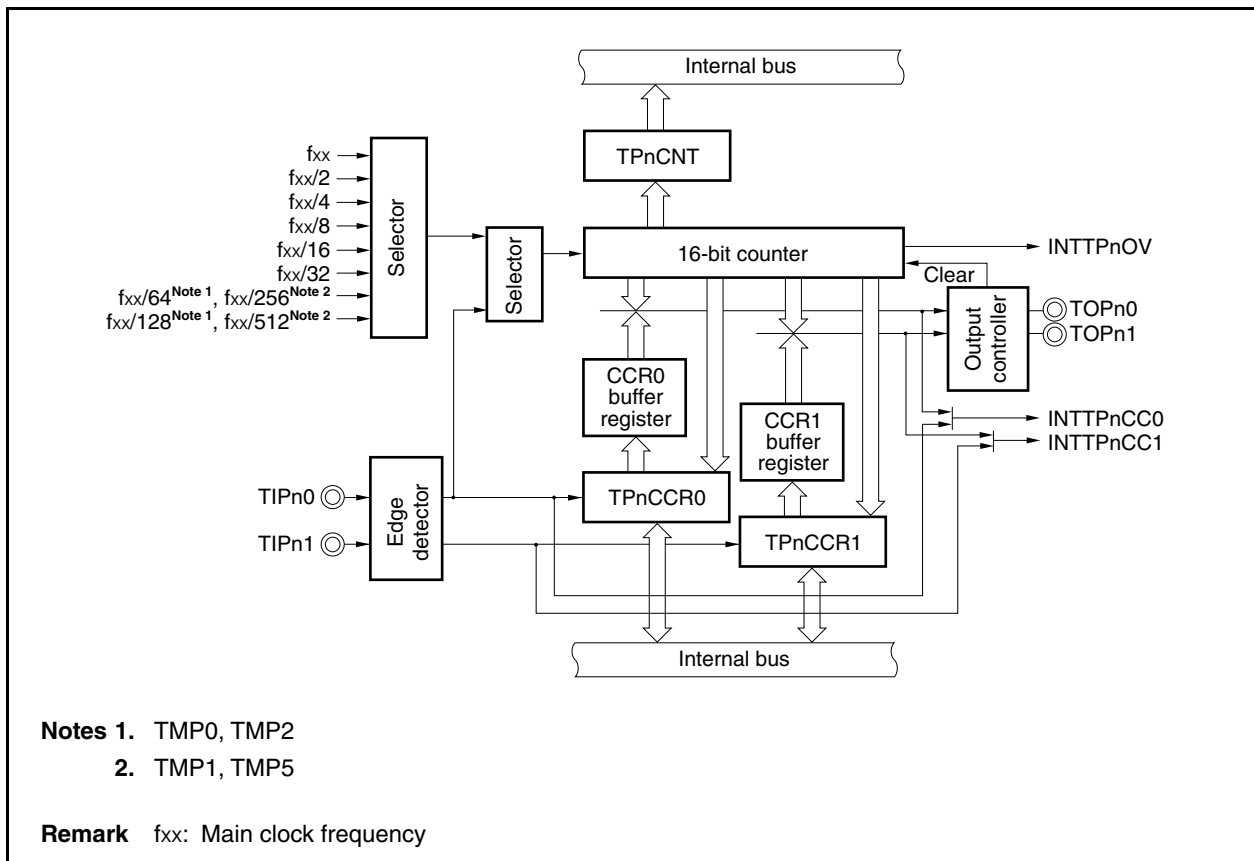 Internal bus
TPnCNT
fxx
fxx/2
fxx/4
fxx/8
fxx/16
fxx/32
fxx/64Note 1, fxx/256Note 2
fxx/128Note 1, fxx/512Note 2
Selector
Selector
16-bit counter
INTTPnOV
Clear
Output
controller
TOPn0
TOPn1
CCR0
buffer
register
CCR1
buffer
register
INTTPnCC0
INTTPnCC1
TIPn0
TIPn1
Edge
detector
TPnCCR0
TPnCCR1
Internal bus
Notes 1. TMP0, TMP2
2. TMP1, TMP5
Remark fxx: Main clock frequency